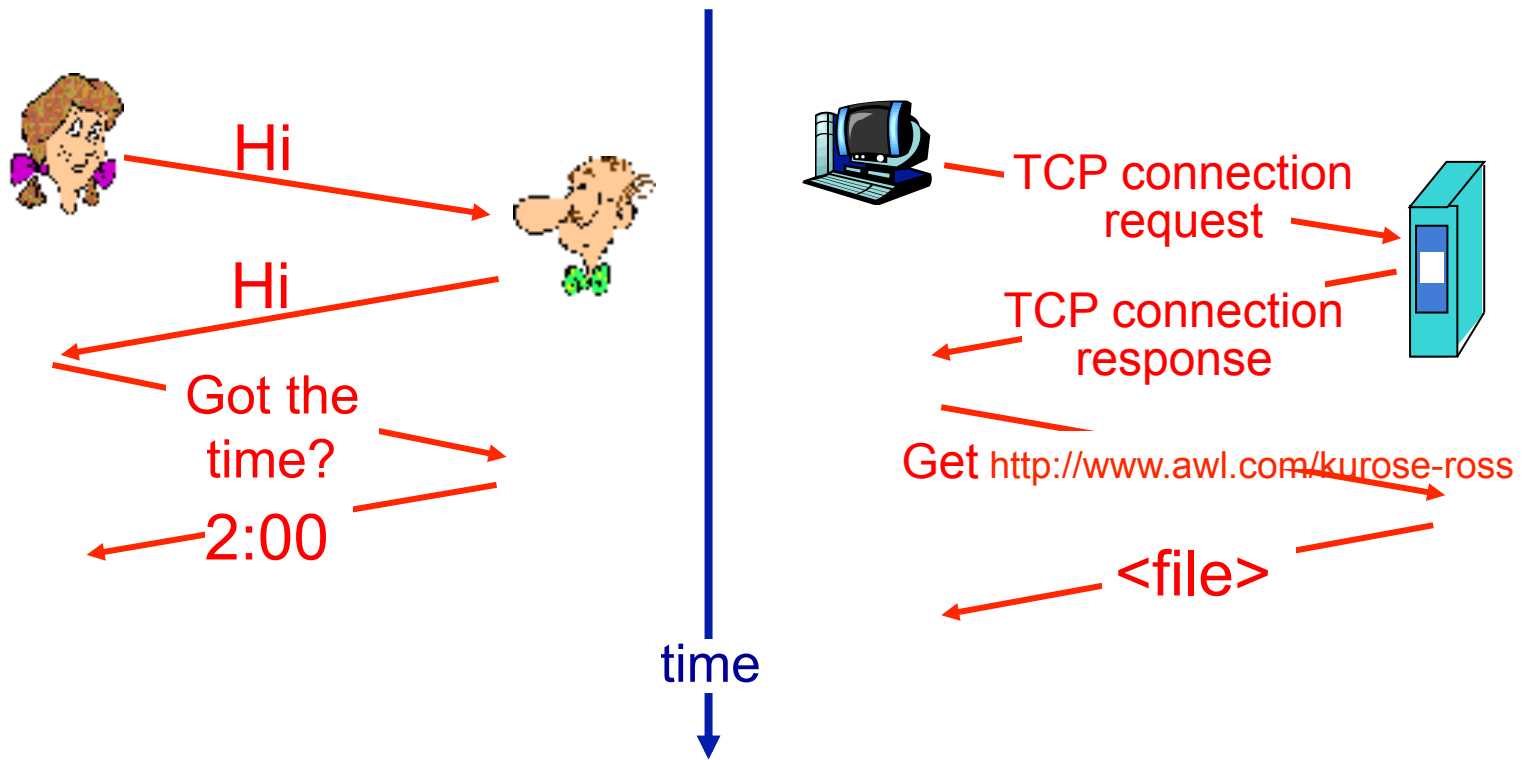 Hi
Hi
Got the
time?
2:00
time
TCP connection
request
TCP connection
response
Get http://www.awl.com/kurose-ross
<file>